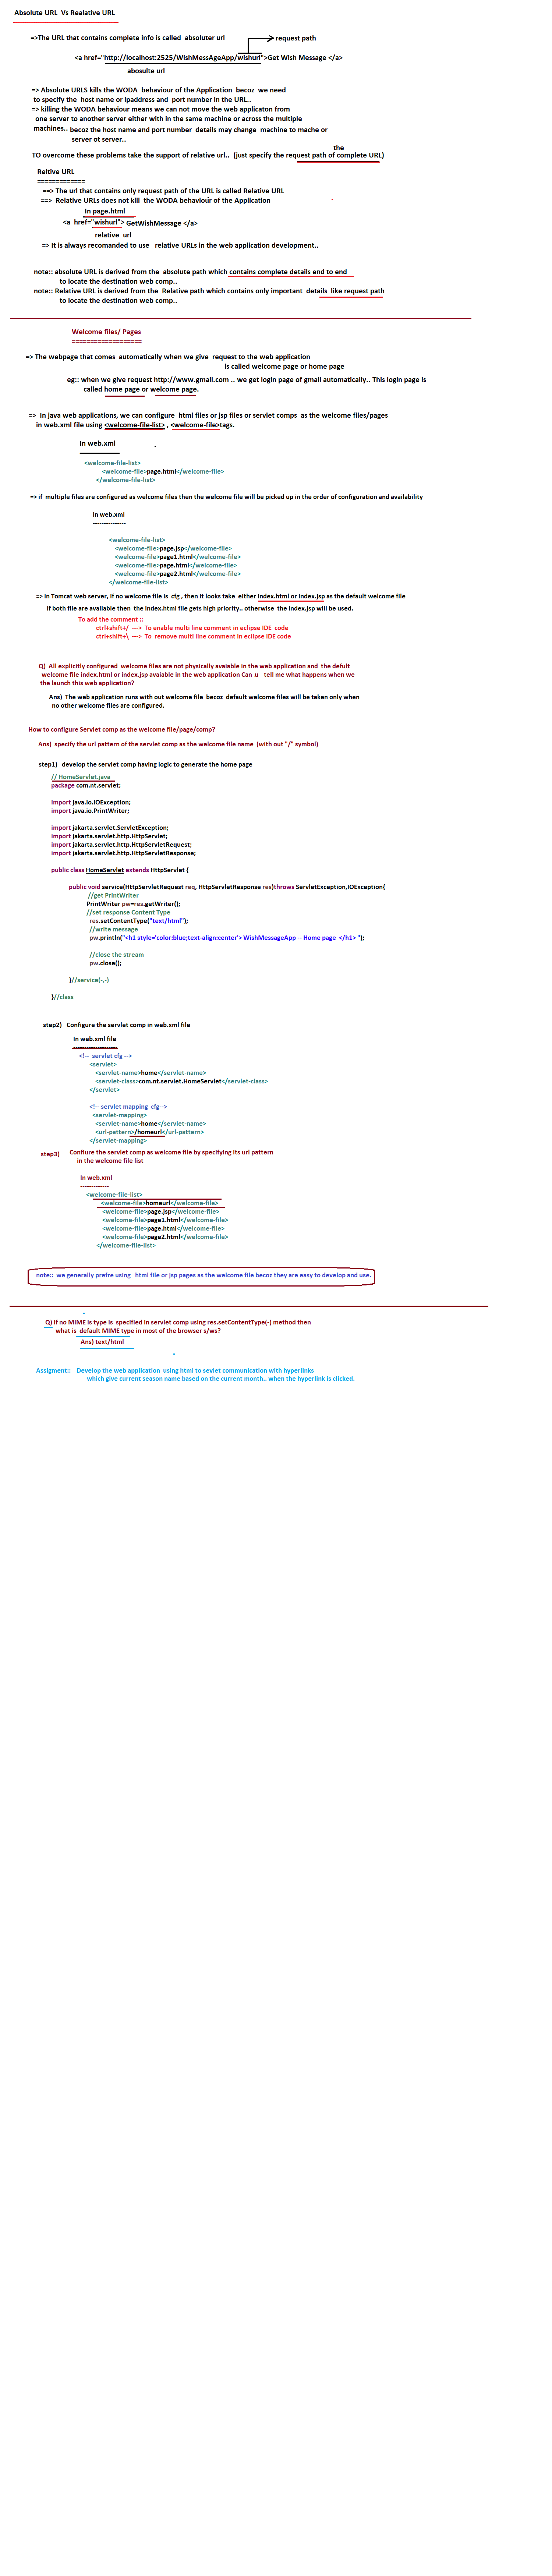 Absolute URL  Vs Realative URL
=>The URL that contains complete info is called  absoluter url
request path
<a href="http://localhost:2525/WishMessAgeApp/wishurl">Get Wish Message </a>
abosulte url
=> Absolute URLS kills the WODA  behaviour of the Application  becoz  we need
to specify the  host name or ipaddress and  port number in the URL..
=> killing the WODA behaviour means we can not move the web applicaton from
one server to another server either with in the same machine or across the multiple
machines.. becoz the host name and port number  details may change  machine to mache or
server ot server..
the
TO overcome these problems take the support of relative url..  (just specify the request path of complete URL)
Reltive URL
=============
==> The url that contains only request path of the URL is called Relative URL
==>  Relative URLs does not kill  the WODA behaviour of the Application
In page.html
<a  href="wishurl"> GetWishMessage </a>
relative  url
=> It is always recomanded to use   relative URLs in the web application development..
note:: absolute URL is derived from the  absolute path which contains complete details end to end
to locate the destination web comp..
note:: Relative URL is derived from the  Relative path which contains only important  details  like request path
to locate the destination web comp..
Welcome files/ Pages
===================
=> The webpage that comes  automatically when we give  request to the web application
is called welcome page or home page
eg:: when we give request http://www.gmail.com .. we get login page of gmail automatically.. This login page is
called home page or welcome page.
=>  In java web applications, we can configure  html files or jsp files or servlet comps  as the welcome files/pages
in web.xml file using <welcome-file-list> , <welcome-file>tags.
In web.xml
<welcome-file-list>
<welcome-file>page.html</welcome-file>
</welcome-file-list>
=> if  multiple files are configured as welcome files then the welcome file will be picked up in the order of configuration and availability
In web.xml
---------------
<welcome-file-list>
<welcome-file>page.jsp</welcome-file>
<welcome-file>page1.html</welcome-file>
<welcome-file>page.html</welcome-file>
<welcome-file>page2.html</welcome-file>
</welcome-file-list>
=> In Tomcat web server, if no welcome file is  cfg , then it looks take  either index.html or index.jsp as the default welcome file
if both file are available then  the index.html file gets high priority.. otherwise  the index.jsp will be used.
To add the comment ::
ctrl+shift+/  ---> To enable multi line comment in eclipse IDE  code
ctrl+shift+\  ---> To  remove multi line comment in eclipse IDE code
Q)  All explicitly configured  welcome files are not physically avaiable in the web application and  the defult
welcome file index.html or index.jsp avaiable in the web application Can  u   tell me what happens when we
the launch this web application?
Ans)  The web application runs with out welcome file  becoz  default welcome files will be taken only when
no other welcome files are configured.
How to configure Servlet comp as the welcome file/page/comp?
Ans)  specify the url pattern of the servlet comp as the welcome file name  (with out "/" symbol)
step1)   develop the servlet comp having logic to generate the home page
// HomeServlet.java
package com.nt.servlet;
import java.io.IOException;
import java.io.PrintWriter;
import jakarta.servlet.ServletException;
import jakarta.servlet.http.HttpServlet;
import jakarta.servlet.http.HttpServletRequest;
import jakarta.servlet.http.HttpServletResponse;
public class HomeServlet extends HttpServlet {
public void service(HttpServletRequest req, HttpServletResponse res)throws ServletException,IOException{
//get PrintWriter
PrintWriter pw=res.getWriter();
//set response Content Type
res.setContentType("text/html");
//write message
pw.println("<h1 style='color:blue;text-align:center'> WishMessageApp -- Home page  </h1> ");
//close the stream
pw.close();
}//service(-,-)
}//class
step2)   Configure the servlet comp in web.xml file
In web.xml file
<!--  servlet cfg -->
<servlet>
<servlet-name>home</servlet-name>
<servlet-class>com.nt.servlet.HomeServlet</servlet-class>
</servlet>
<!-- servlet mapping  cfg-->
<servlet-mapping>
<servlet-name>home</servlet-name>
<url-pattern>/homeurl</url-pattern>
</servlet-mapping>
step3)  Confiure the servlet comp as welcome file by specifying its url pattern
in the welcome file list
In web.xml
-------------
<welcome-file-list>
<welcome-file>homeurl</welcome-file>
<welcome-file>page.jsp</welcome-file>
<welcome-file>page1.html</welcome-file>
<welcome-file>page.html</welcome-file>
<welcome-file>page2.html</welcome-file>
</welcome-file-list>
note::  we generally prefre using   html file or jsp pages as the welcome file becoz they are easy to develop and use.
Q) if no MIME is type is  specified in servlet comp using res.setContentType(-) method then
what is  default MIME type in most of the browser s/ws?
Ans) text/html
Assigment::   Develop the web application  using html to sevlet communication with hyperlinks
which give current season name based on the current month.. when the hyperlink is clicked.